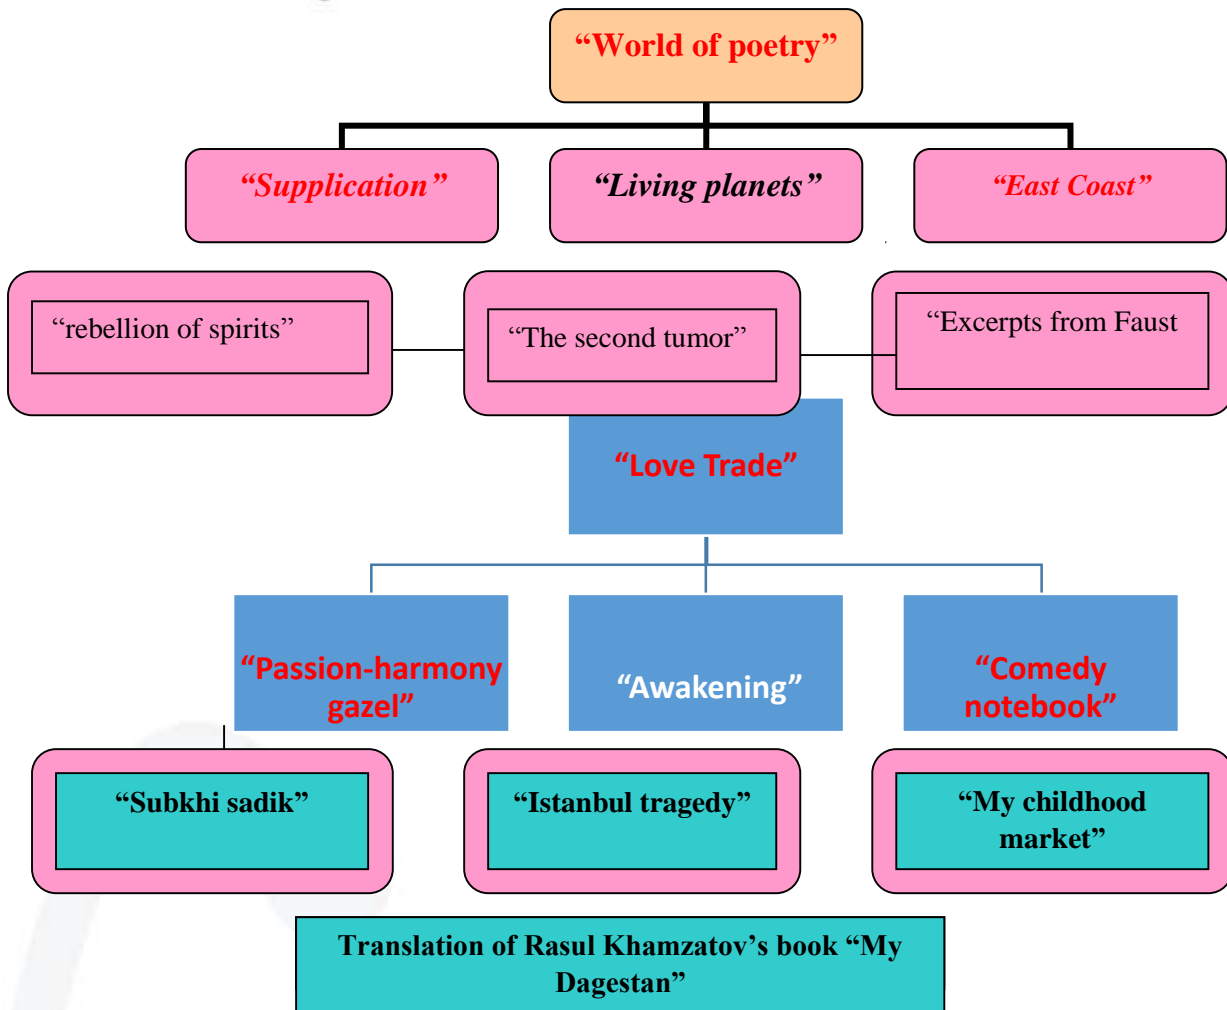 “World of poetry”
“Supplication”
“Living planets”
“East Coast”
“rebellion of spirits”
“The second tumor”
“Excerpts from Faust
“Love Trade”
“Passion-harmony
gazel”
“Awakening”
“Comedy
notebook”
“Subkhi sadik”
“Istanbul tragedy”
“My childhood
market”
Translation of Rasul Khamzatov’s book “My
Dagestan”